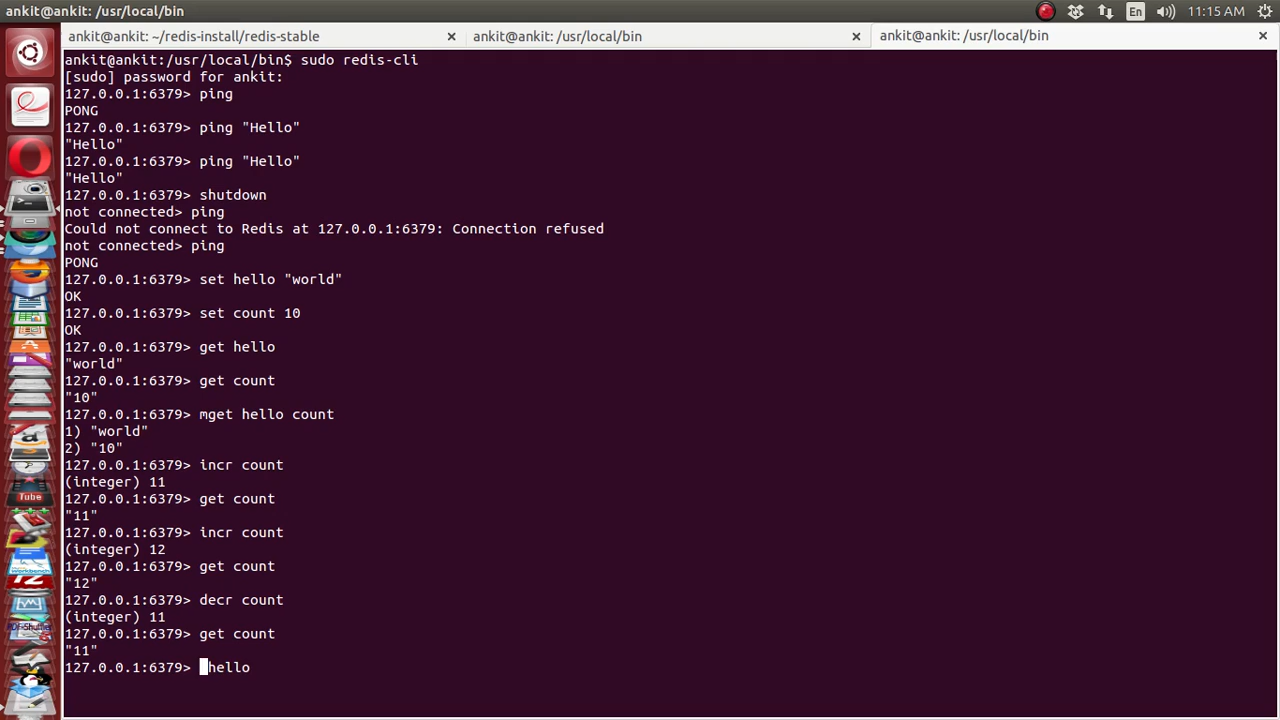 ankit@ankit: /usr/local/bin
En
11:15 AM
ankit@ankit: ~/redis-install/redis-stable
ankit@ankit: /usr/local/bin
ankit@ankit: /usr/local/bin
ankit@ankit:/usr/local/bin$ sudo redis-cli
[sudo] password for ankit:
127.0.0.1:6379> ping
PONG
127.0.0.1:6379> ping "Hello"
"Hello"
127.0.0.1:6379> ping "Hello"
"Hello"
127.0.0.1:6379> shutdown
not connected> ping
Could not connect to Redis at 127.0.0.1:6379: Connection refused
not connected> ping
PONG
127.0.0.1:6379> set hello "world"
OK
127.0.0.1:6379> set count 10
OK
127.0.0.1:6379> get hello
"world"
127.0.0.1:6379> get count
"10"
127.0.0.1:6379> mget hello count
1) "world"
2) "10"
127.0.0.1:6379> incr count
(integer) 11
127.0.0.1:6379> get count
"11"
127.0.0.1:6379> incr count
(integer) 12
127.0.0.1:6379> get count
"12"
127.0.0.1:6379> decr count
(integer) 11
127.0.0.1:6379> get count
"11"
127.0.0.1:6379> hello
Tube